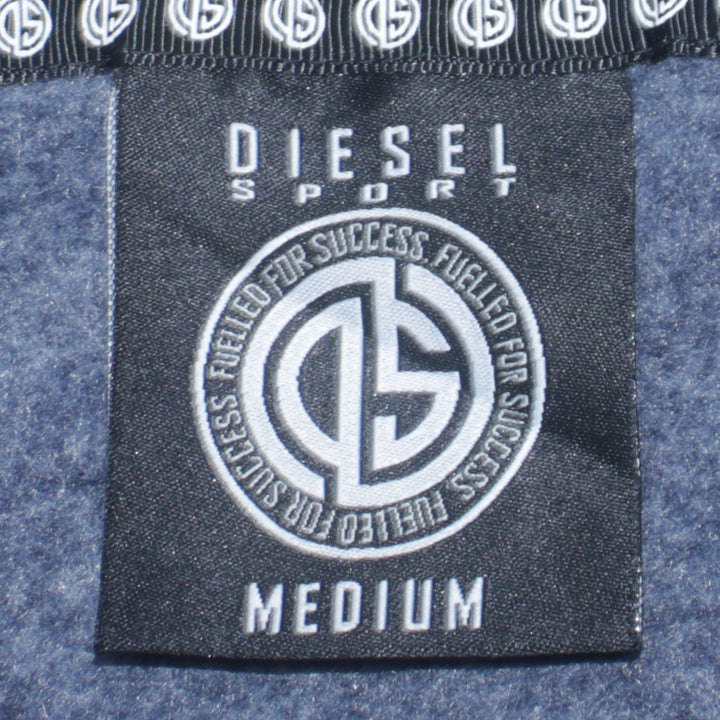 DIESEL
SPORT
FUELLED FOR SUCCESS. FUELLED FOR SUCCESS. FUELLED FOR SUCCESS.
DS
MEDIUM